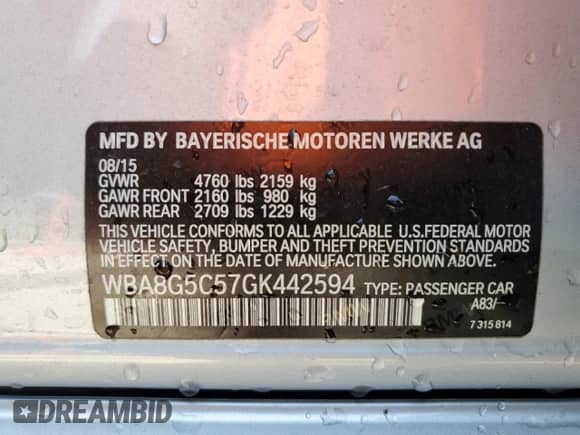 MFD BY BAYERISCHE MOTOREN WERKE AG
08/15
GVWR 4760 lbs 2159 kg
GAWR FRONT 2160 lbs 980 kg
GAWR REAR 2709 lbs 1229 kg
THIS VEHICLE CONFORMS TO ALL APPLICABLE U.S.FEDERAL MOTOR
VEHICLE SAFETY, BUMPER AND THEFT PREVENTION STANDARDS
IN EFFECT ON THE DATE OF MANUFACTURE SHOWN ABOVE.
WBA8G5C57GK442594 TYPE: PASSENGER CAR
A83/-
7 315 814
DREAMBID